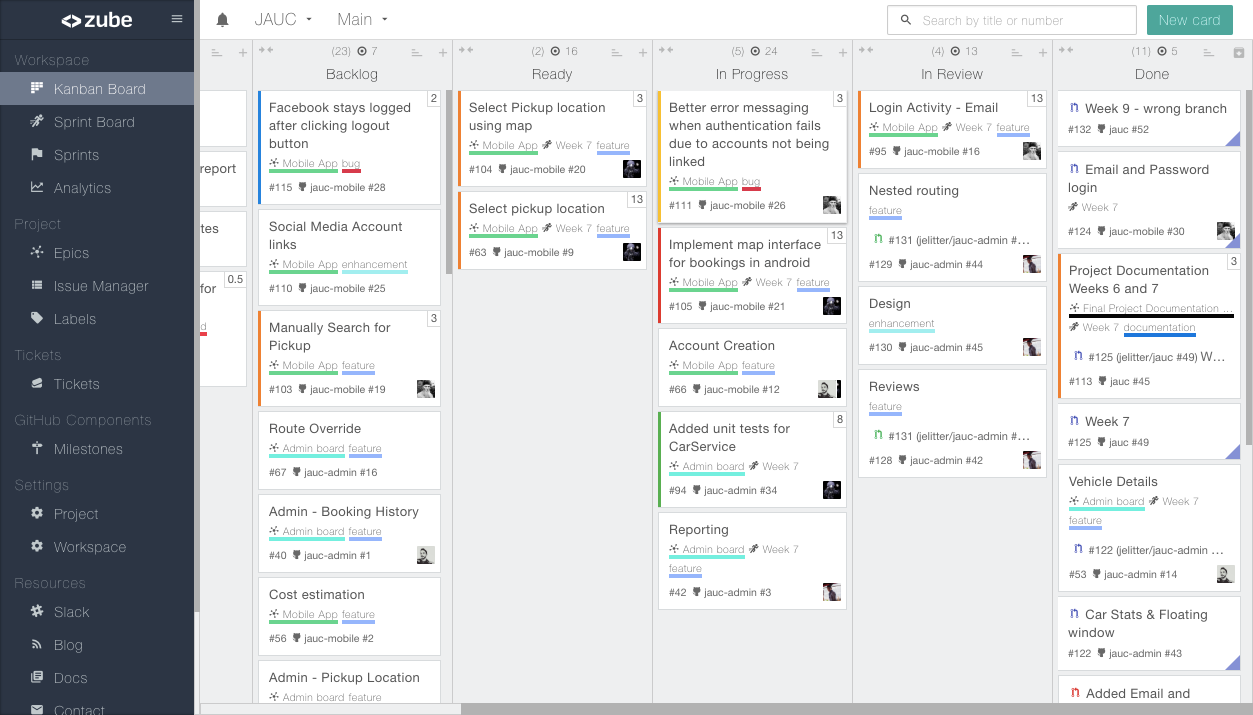 zube
Workspace
Kanban Board
Sprint Board
Sprints
Analytics
Project
Epics
Issue Manager
Labels
Tickets
Tickets
GitHub Components
Milestones
Settings
Project
Workspace
Resources
Slack
Blog
Docs
Contact
JAUC
Main
Search by title or number
New card
report
tes
0.5
for
d
(23) 7
Backlog
Facebook stays logged
after clicking logout
button
2
Mobile App bug
#115 jauc-mobile #28
Social Media Account
links
Mobile App enhancement
#110 jauc-mobile #25
Manually Search for
Pickup
3
Mobile App feature
#103 jauc-mobile #19
Route Override
Admin board feature
#67 jauc-admin #16
Admin - Booking History
Admin board feature
#40 jauc-admin #1
Cost estimation
Mobile App feature
#56 jauc-mobile #2
Admin - Pickup Location
Admin board feature
(2) 16
Ready
Select Pickup location
using map
3
Mobile App Week 7 feature
#104 jauc-mobile #20
Select pickup location
13
Mobile App Week 7 feature
#63 jauc-mobile #9
(5) 24
In Progress
Better error messaging
when authentication fails
due to accounts not being
linked
3
Mobile App bug
#111 jauc-mobile #26
Implement map interface
for bookings in android
13
Mobile App Week 7 feature
#105 jauc-mobile #21
Account Creation
Mobile App feature
#66 jauc-mobile #12
Added unit tests for
CarService
8
Admin board Week 7
#94 jauc-admin #34
Reporting
Admin board Week 7
feature
#42 jauc-admin #3
(4) 13
In Review
Login Activity - Email
13
Mobile App Week 7 feature
#95 jauc-mobile #16
Nested routing
feature
#131 (jelitter/jauc-admin #...
#129 jauc-admin #44
Design
enhancement
#130 jauc-admin #45
Reviews
feature
#131 (jelitter/jauc-admin #...
#128 jauc-admin #42
(11) 5
Done
Week 9 - wrong branch
#132 jauc #52
Email and Password
login
Week 7
#124 jauc-mobile #30
Project Documentation
Weeks 6 and 7
3
Final Project Documentation ...
Week 7 documentation
#125 (jelitter/jauc #49) W...
#113 jauc #45
Week 7
#125 jauc #49
Vehicle Details
Admin board Week 7
feature
#122 (jelitter/jauc-admin ...
#53 jauc-admin #14
Car Stats & Floating
window
#122 jauc-admin #43
Added Email and